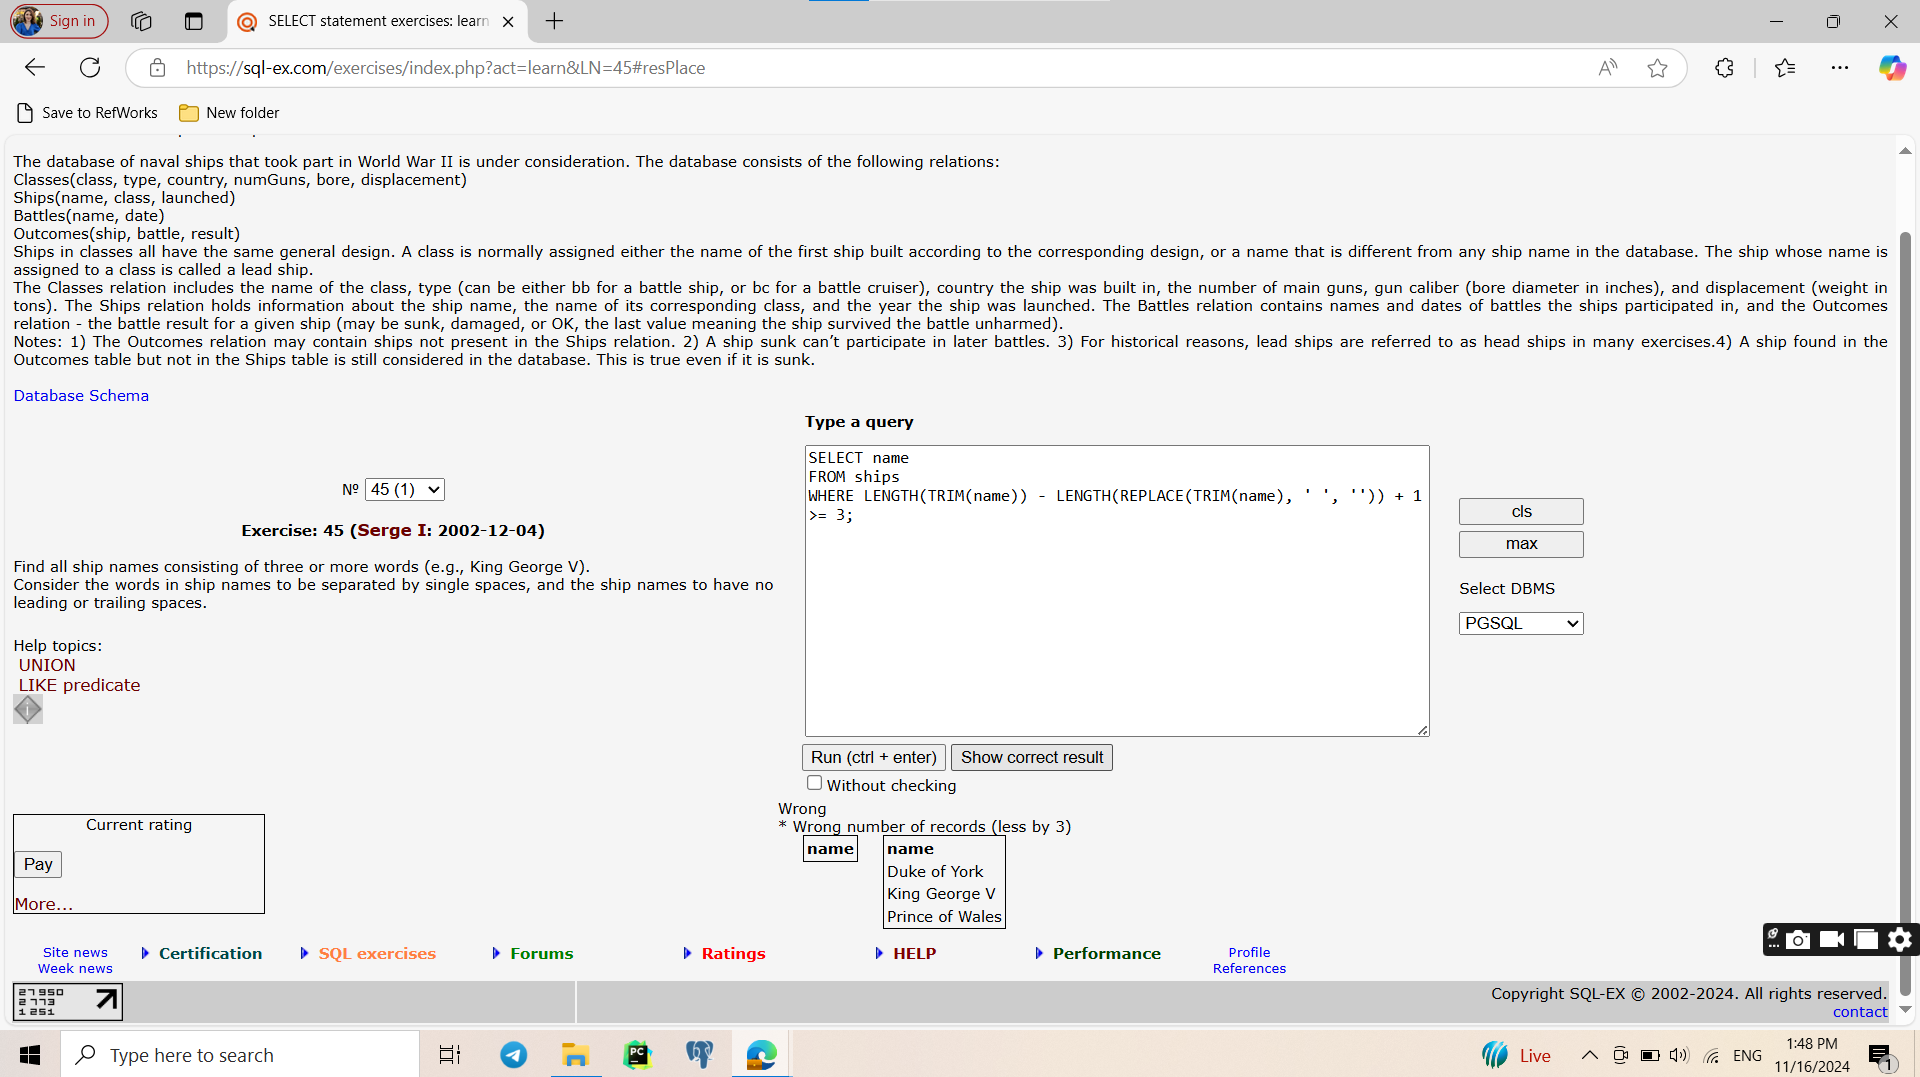 Sign in
SELECT statement exercises: learn
https://sql-ex.com/exercises/index.php?act=learn&LN=45#resPlace
Save to RefWorks
New folder
The database of naval ships that took part in World War II is under consideration. The database consists of the following relations:
Classes(class, type, country, numGuns, bore, displacement)
Ships(name, class, launched)
Battles(name, date)
Outcomes(ship, battle, result)
Ships in classes all have the same general design. A class is normally assigned either the name of the first ship built according to the corresponding design, or a name that is different from any ship name in the database. The ship whose name is
assigned to a class is called a lead ship.
The Classes relation includes the name of the class, type (can be either bb for a battle ship, or bc for a battle cruiser), country the ship was built in, the number of main guns, gun caliber (bore diameter in inches), and displacement (weight in
tons). The Ships relation holds information about the ship name, the name of its corresponding class, and the year the ship was launched. The Battles relation contains names and dates of battles the ships participated in, and the Outcomes
relation - the battle result for a given ship (may be sunk, damaged, or OK, the last value meaning the ship survived the battle unharmed).
Notes: 1) The Outcomes relation may contain ships not present in the Ships relation. 2) A ship sunk can’t participate in later battles. 3) For historical reasons, lead ships are referred to as head ships in many exercises.4) A ship found in the
Outcomes table but not in the Ships table is still considered in the database. This is true even if it is sunk.
Database Schema
Type a query
SELECT name
FROM ships
WHERE LENGTH(TRIM(name)) - LENGTH(REPLACE(TRIM(name), ' ', '')) + 1
>= 3;
№ 45 (1)
Exercise: 45 (Serge I: 2002-12-04)
Find all ship names consisting of three or more words (e.g., King George V).
Consider the words in ship names to be separated by single spaces, and the ship names to have no
leading or trailing spaces.
Help topics:
UNION
LIKE predicate
cls
max
Select DBMS
PGSQL
Run (ctrl + enter)
Show correct result
Without checking
Wrong
* Wrong number of records (less by 3)
name
name
Duke of York
King George V
Prince of Wales
Current rating
Pay
More...
Site news
Week news
Certification
SQL exercises
Forums
Ratings
HELP
Performance
Profile
References
27950
2773
1251
Copyright SQL-EX © 2002-2024. All rights reserved.
contact
Type here to search
PC
Live
ENG
1:48 PM
11/16/2024
1